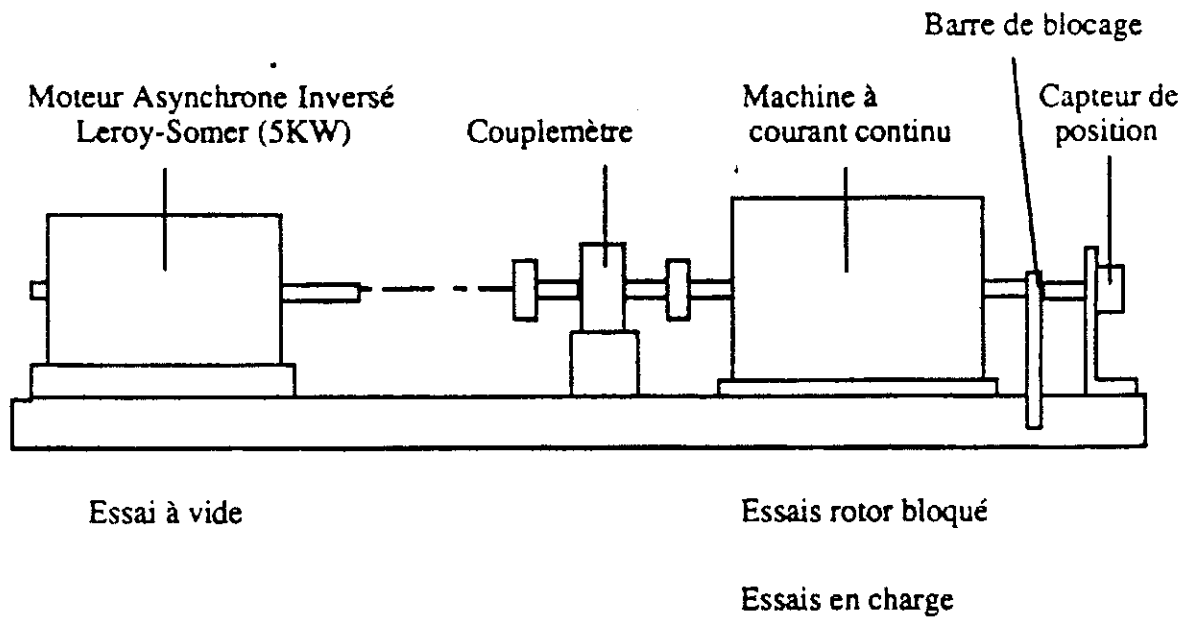 Barre de blocage
Moteur Asynchrone Inversé
Leroy-Somer (5KW)
Couplemètre
Machine à
courant continu
Capteur de
position
Essai à vide
Essais rotor bloqué
Essais en charge